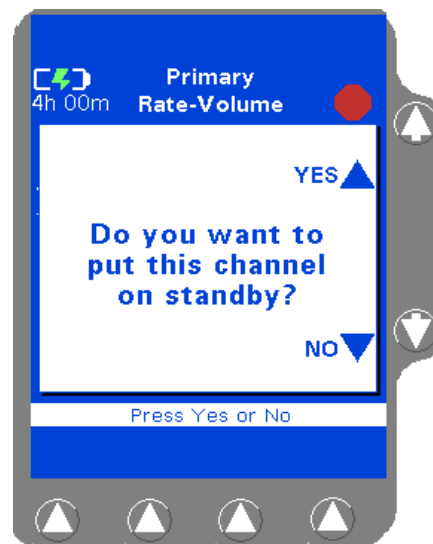 Primary
4h 00m Rate-Volume
YES
Do you want to
put this channel
on standby?
NO
Press Yes or No